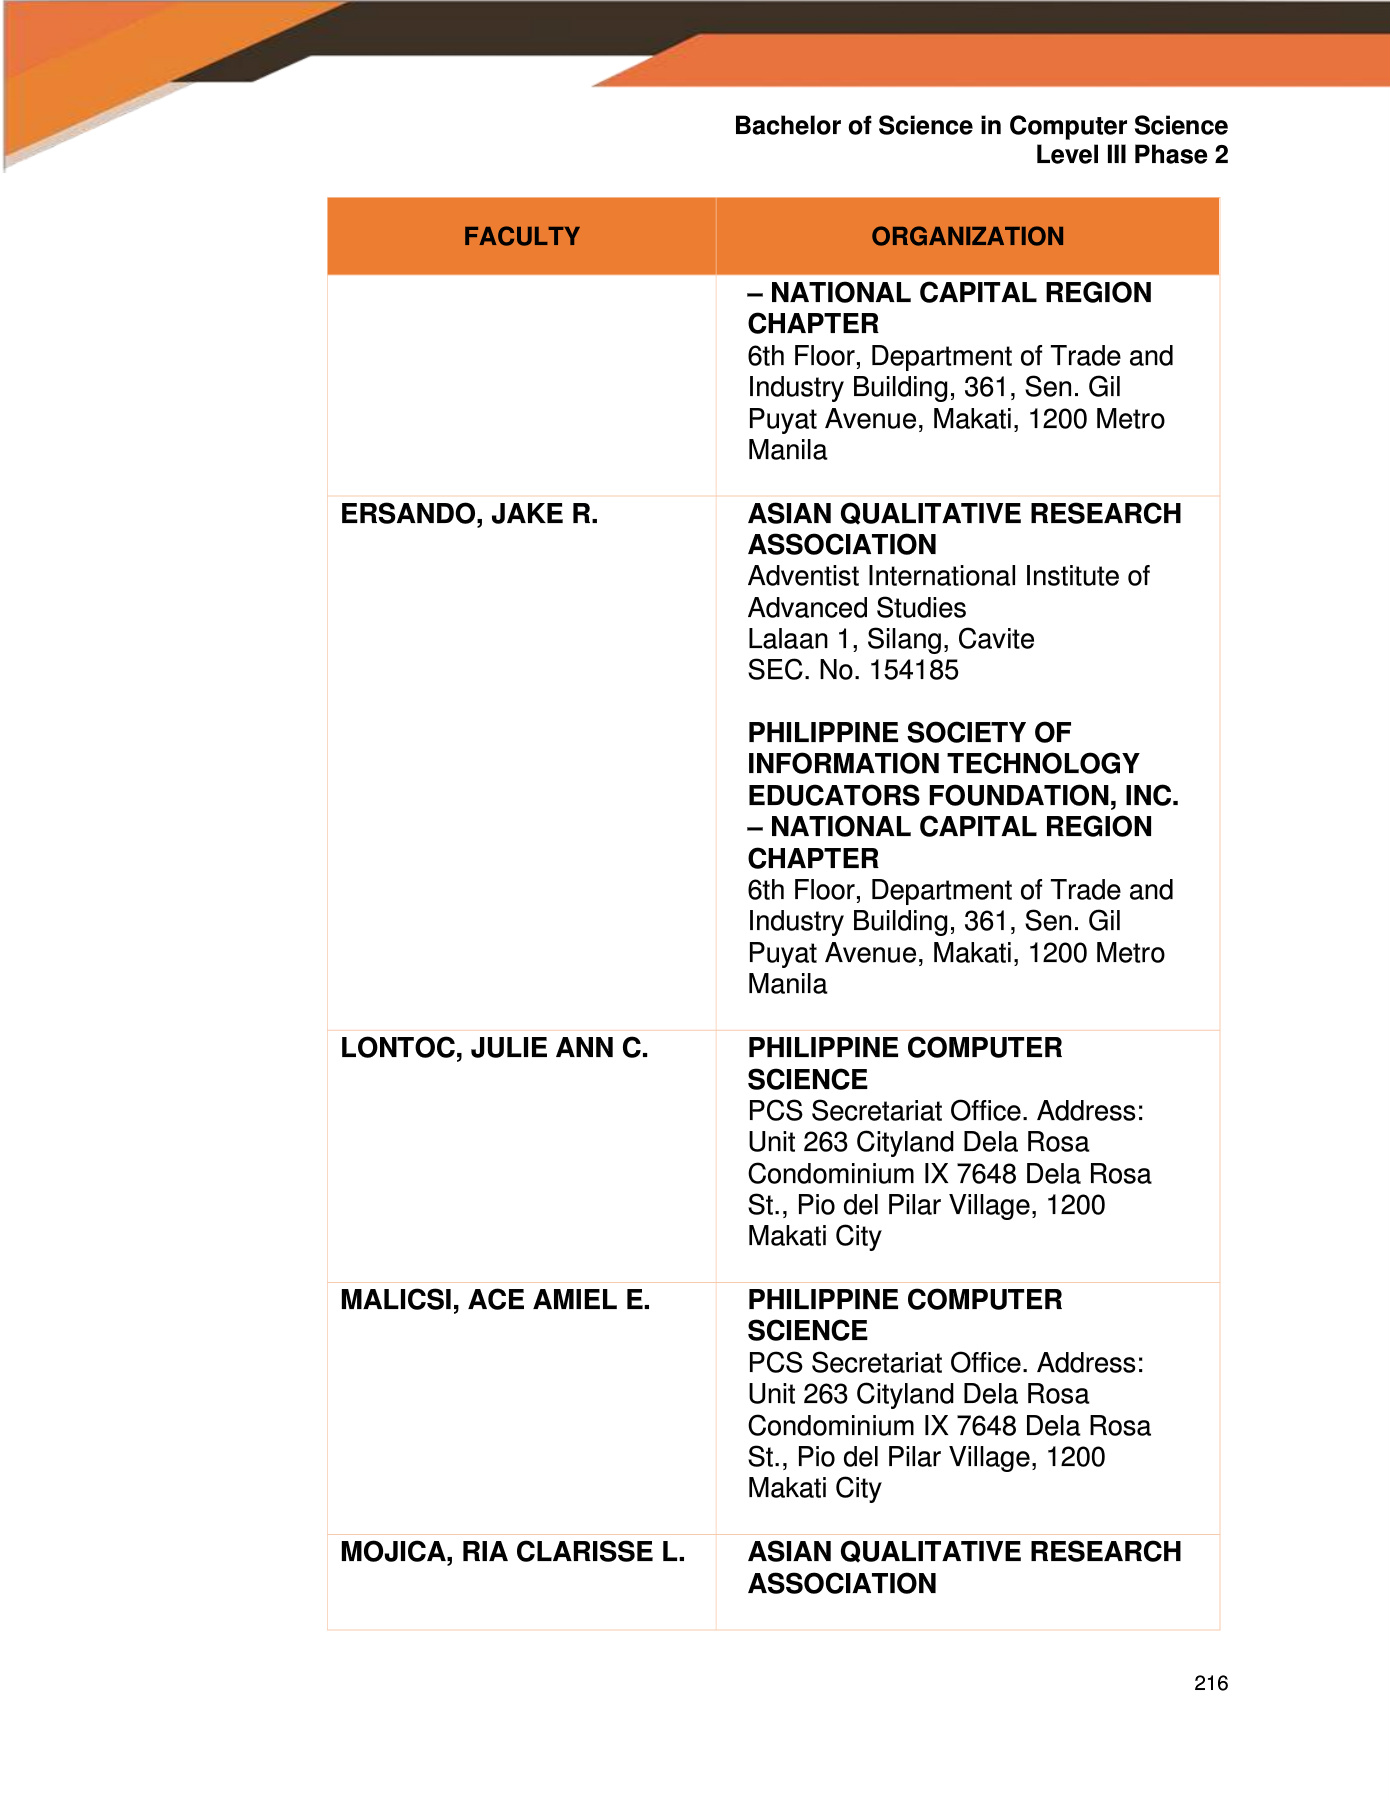 Bachelor of Science in Computer Science
Level III Phase 2
FACULTY ORGANIZATION
– NATIONAL CAPITAL REGION
CHAPTER
6th Floor, Department of Trade and
Industry Building, 361, Sen. Gil
Puyat Avenue, Makati, 1200 Metro
Manila
ERSANDO, JAKE R. ASIAN QUALITATIVE RESEARCH
ASSOCIATION
Adventist International Institute of
Advanced Studies
Lalaan 1, Silang, Cavite
SEC. No. 154185
PHILIPPINE SOCIETY OF
INFORMATION TECHNOLOGY
EDUCATORS FOUNDATION, INC.
– NATIONAL CAPITAL REGION
CHAPTER
6th Floor, Department of Trade and
Industry Building, 361, Sen. Gil
Puyat Avenue, Makati, 1200 Metro
Manila
LONTOC, JULIE ANN C. PHILIPPINE COMPUTER
SCIENCE
PCS Secretariat Office. Address:
Unit 263 Cityland Dela Rosa
Condominium IX 7648 Dela Rosa
St., Pio del Pilar Village, 1200
Makati City
MALICSI, ACE AMIEL E. PHILIPPINE COMPUTER
SCIENCE
PCS Secretariat Office. Address:
Unit 263 Cityland Dela Rosa
Condominium IX 7648 Dela Rosa
St., Pio del Pilar Village, 1200
Makati City
MOJICA, RIA CLARISSE L. ASIAN QUALITATIVE RESEARCH
ASSOCIATION
216